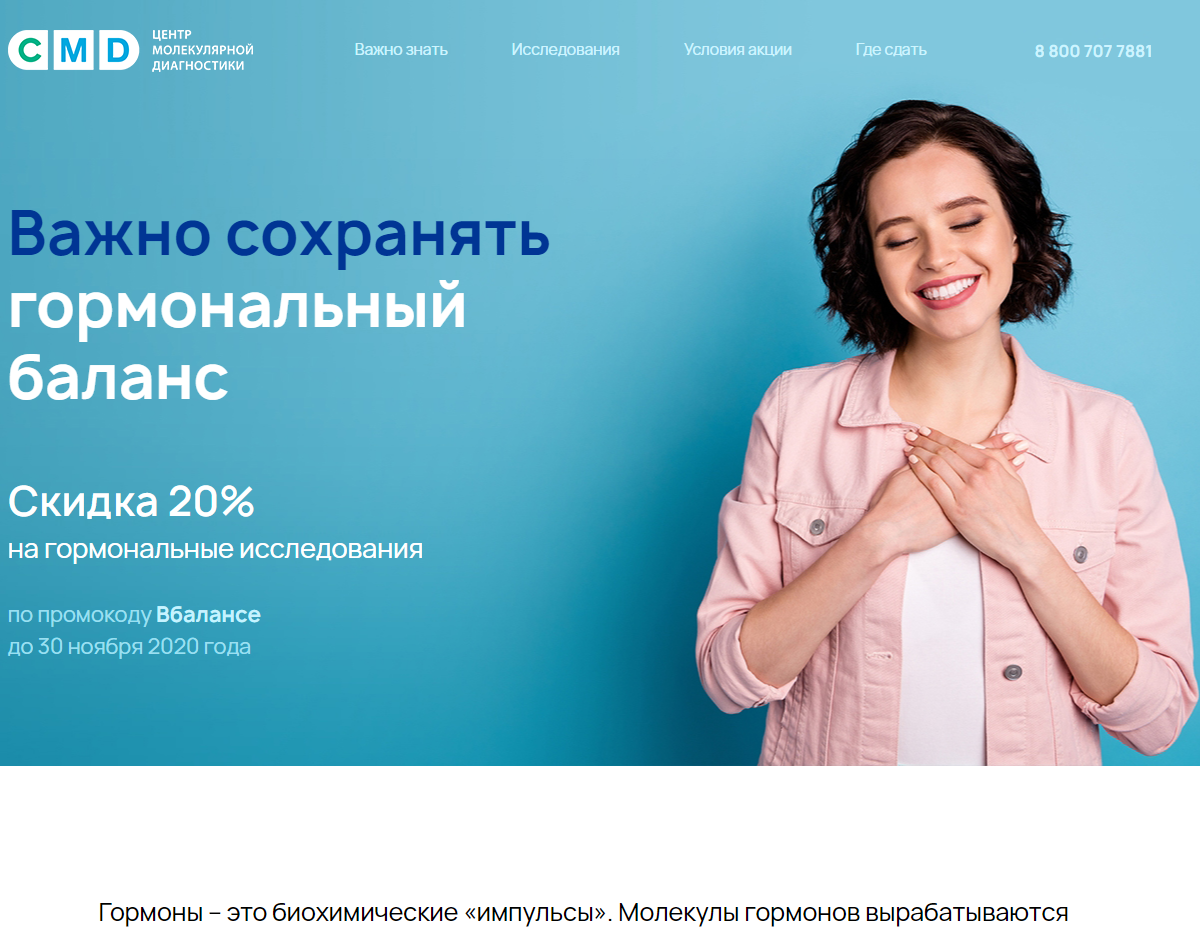 CMD
ЦЕНТР
МОЛЕКУЛЯРНОЙ
ДИАГНОСТИКИ
Важно знать
Исследования
Условия акции
Где сдать
8 800 707 7881
Важно сохранять
гормональный
баланс
Скидка 20%
на гормональные исследования
по промокоду Вбалансе
до 30 ноября 2020 года
Гормоны – это биохимические «импульсы». Молекулы гормонов вырабатываются